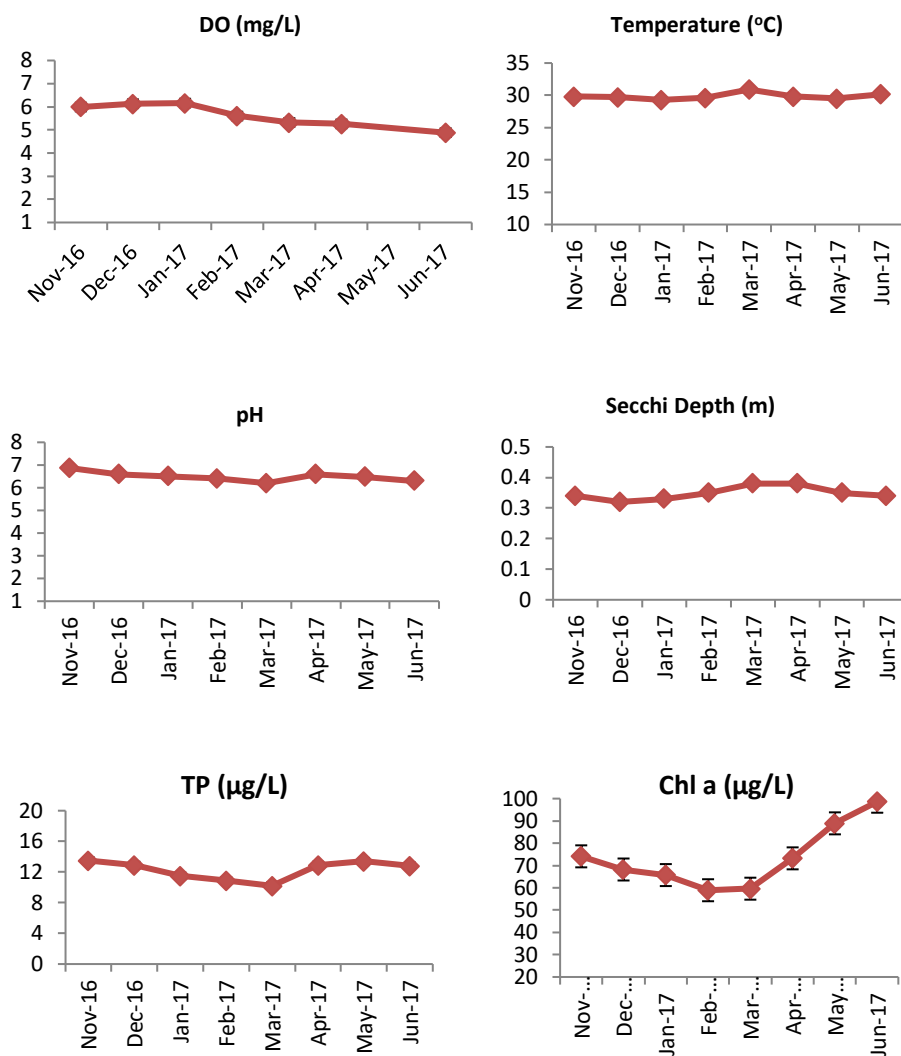 DO (mg/L)
8
7
6
5
4
3
2
1
Nov-16
Dec-16
Jan-17
Feb-17
Mar-17
Apr-17
May-17
Jun-17
Temperature (°C)
35
30
25
20
15
10
Nov-16
Dec-16
Jan-17
Feb-17
Mar-17
Apr-17
May-17
Jun-17
pH
8
7
6
5
4
3
2
1
Nov-16
Dec-16
Jan-17
Feb-17
Mar-17
Apr-17
May-17
Jun-17
Secchi Depth (m)
0.5
0.4
0.3
0.2
0.1
0
Nov-16
Dec-16
Jan-17
Feb-17
Mar-17
Apr-17
May-17
Jun-17
TP (µg/L)
20
16
12
8
4
0
Nov-16
Dec-16
Jan-17
Feb-17
Mar-17
Apr-17
May-17
Jun-17
Chl a (µg/L)
100
90
80
70
60
50
40
30
20
Nov-...
Dec-...
Jan-17
Feb-...
Mar-...
Apr-...
May...
Jun-17